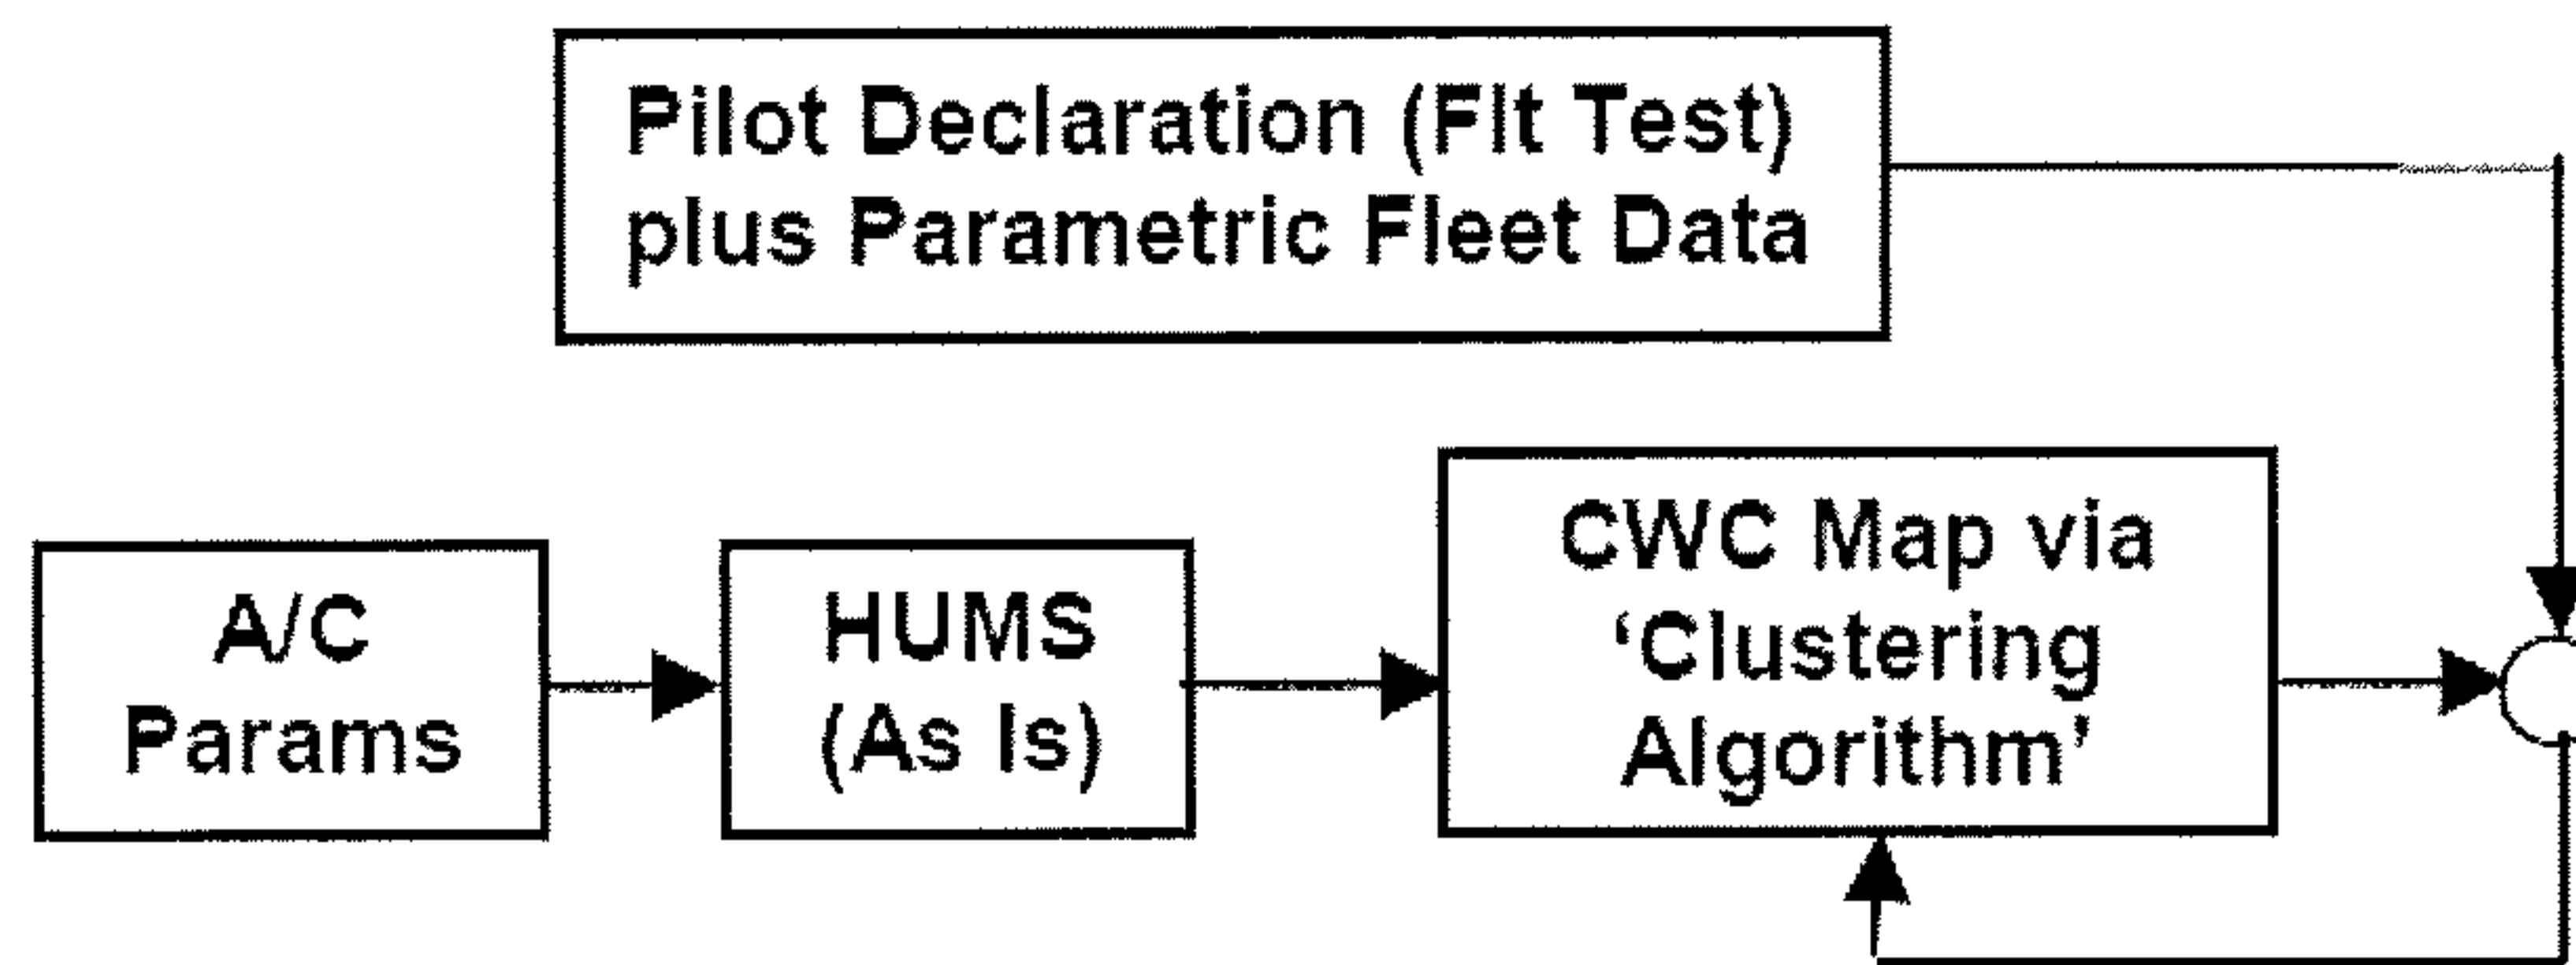 Pilot Declaration (Flt Test)
plus Parametric Fleet Data
A/C
Params
HUMS
(As Is)
CWC Map via
‘Clustering
Algorithm’